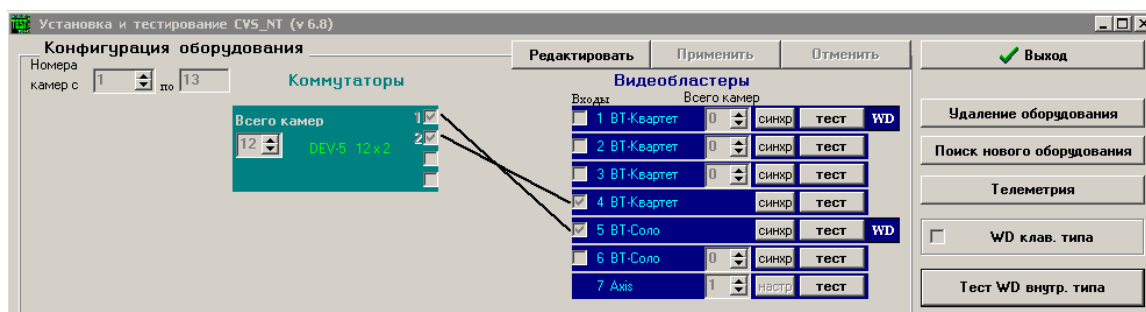 Установка и тестирование CVS_NT (v 6.8)
Конфигурация оборудования
Редактировать Применить Отменить Выход
Номера
камер с 1 по 13
Коммутаторы
Видеобластеры
Входы Всего камер
Всего камер 1
12 DEV-5 12 x 2 2
1 ВТ-Квартет 0 синхр тест WD
2 ВТ-Квартет 0 синхр тест
3 ВТ-Квартет 0 синхр тест
4 ВТ-Квартет синхр тест
5 ВТ-Соло синхр тест WD
6 ВТ-Соло 0 синхр тест
7 Axis 1 настр тест
Удаление оборудования
Поиск нового оборудования
Телеметрия
WD клав. типа
Тест WD внутр. типа